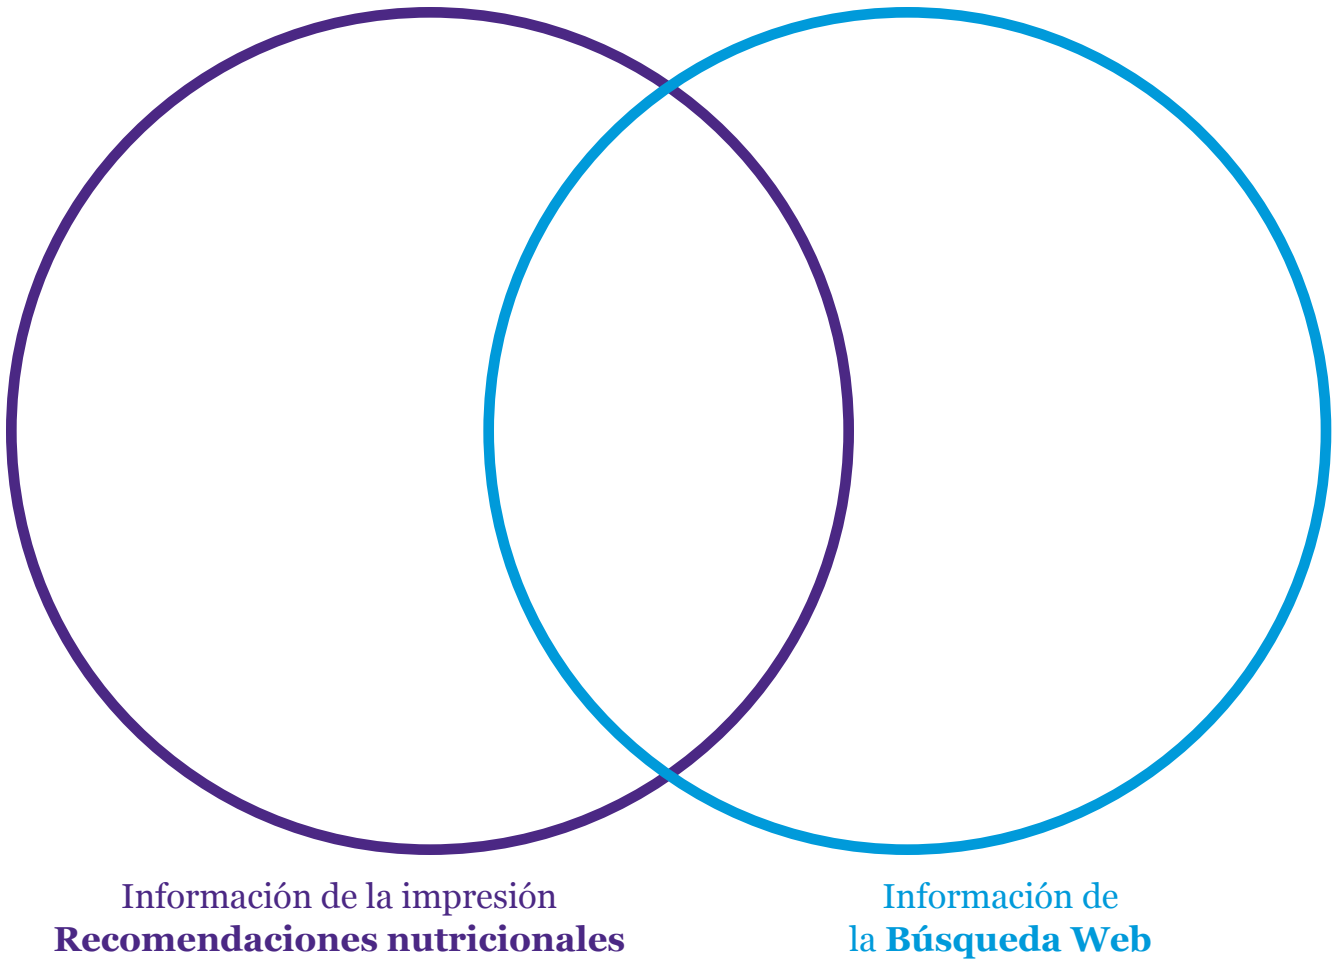 Información de la impresión
Recomendaciones nutricionales
Información de
la Búsqueda Web